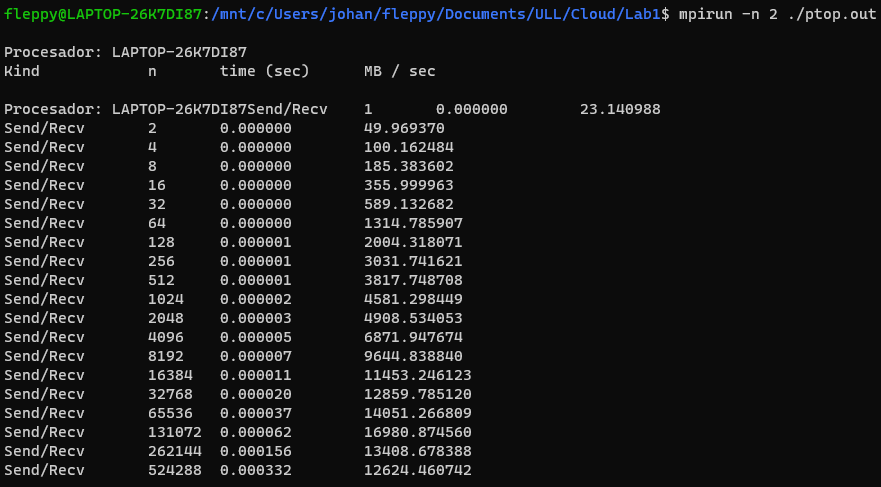 fleppy@LAPTOP-26K7DI87:/mnt/c/Users/johan/fleppy/Documents/ULL/Cloud/Lab1$ mpirun -n 2 ./ptop.out
Procesador: LAPTOP-26K7DI87
Kind n time (sec) MB / sec
Procesador: LAPTOP-26K7DI87Send/Recv 1 0.000000 23.140988
Send/Recv 2 0.000000 49.969370
Send/Recv 4 0.000000 100.162484
Send/Recv 8 0.000000 185.383602
Send/Recv 16 0.000000 355.999963
Send/Recv 32 0.000000 589.132682
Send/Recv 64 0.000000 1314.785907
Send/Recv 128 0.000001 2004.318071
Send/Recv 256 0.000001 3031.741621
Send/Recv 512 0.000001 3817.748708
Send/Recv 1024 0.000002 4581.298449
Send/Recv 2048 0.000003 4908.534053
Send/Recv 4096 0.000005 6871.947674
Send/Recv 8192 0.000007 9644.838840
Send/Recv 16384 0.000011 11453.246123
Send/Recv 32768 0.000020 12859.785120
Send/Recv 65536 0.000037 14051.266809
Send/Recv 131072 0.000062 16980.874560
Send/Recv 262144 0.000156 13408.678388
Send/Recv 524288 0.000332 12624.460742